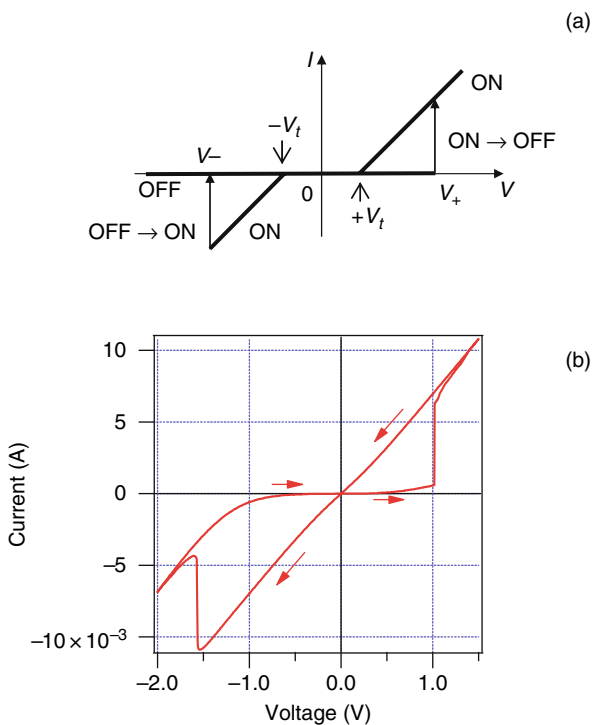 (a)
I
ON
−Vt
V−
ON → OFF
OFF
0
V+
V
+Vt
OFF → ON
ON
(b)
10
5
0
−5
−10 × 10−3
Current (A)
−2.0
−1.0
0.0
1.0
Voltage (V)